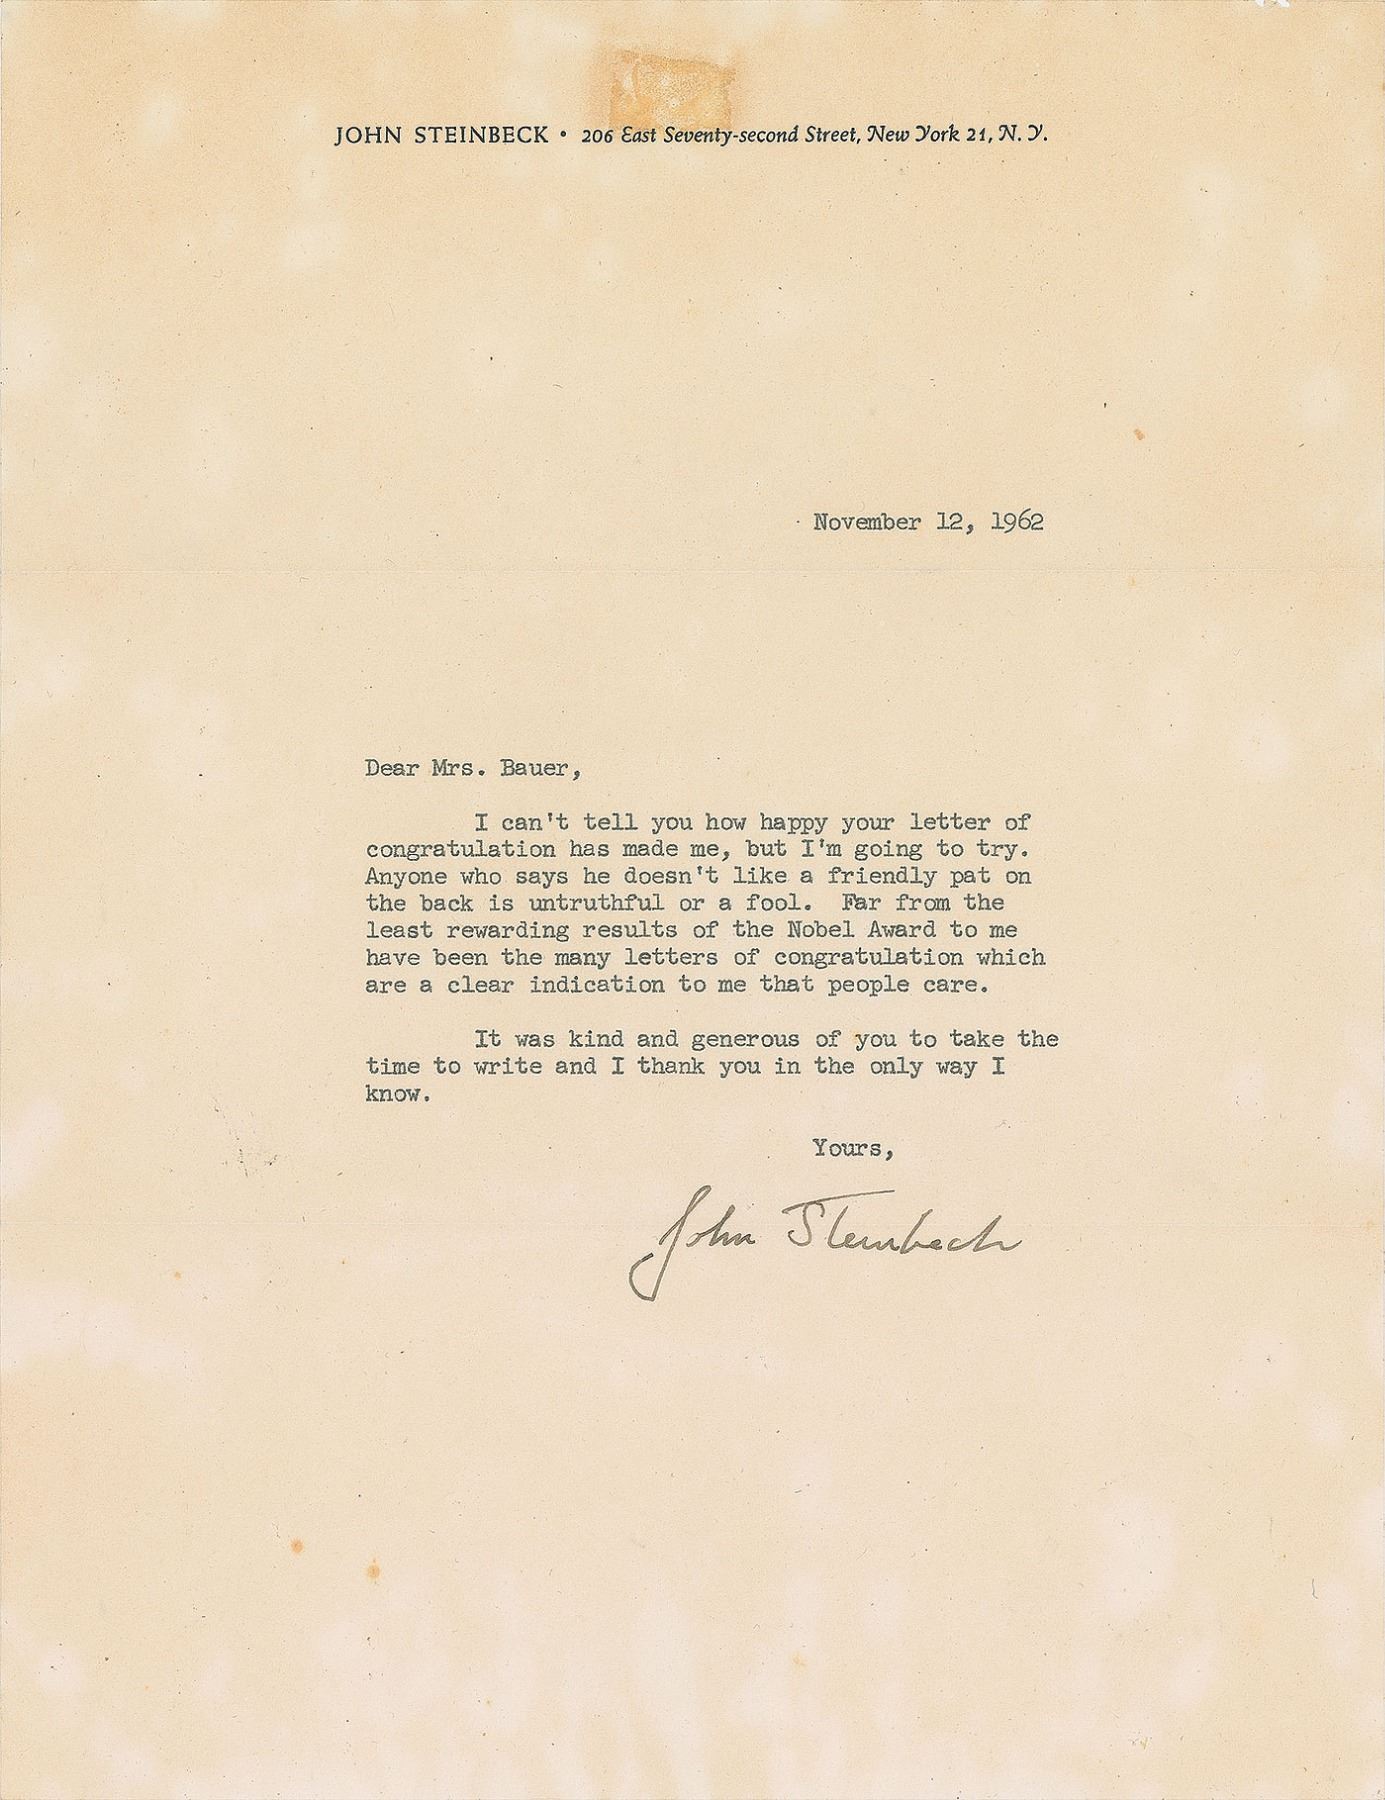 JOHN STEINBECK • 206 East Seventy-second Street, New York 21, N. Y.
November 12, 1962
Dear Mrs. Bauer,
I can't tell you how happy your letter of
congratulation has made me, but I'm going to try.
Anyone who says he doesn't like a friendly pat on
the back is untruthful or a fool.  Far from the
least rewarding results of the Nobel Award to me
have been the many letters of congratulation which
are a clear indication to me that people care.
It was kind and generous of you to take the
time to write and I thank you in the only way I
know.
Yours,
John Steinbeck